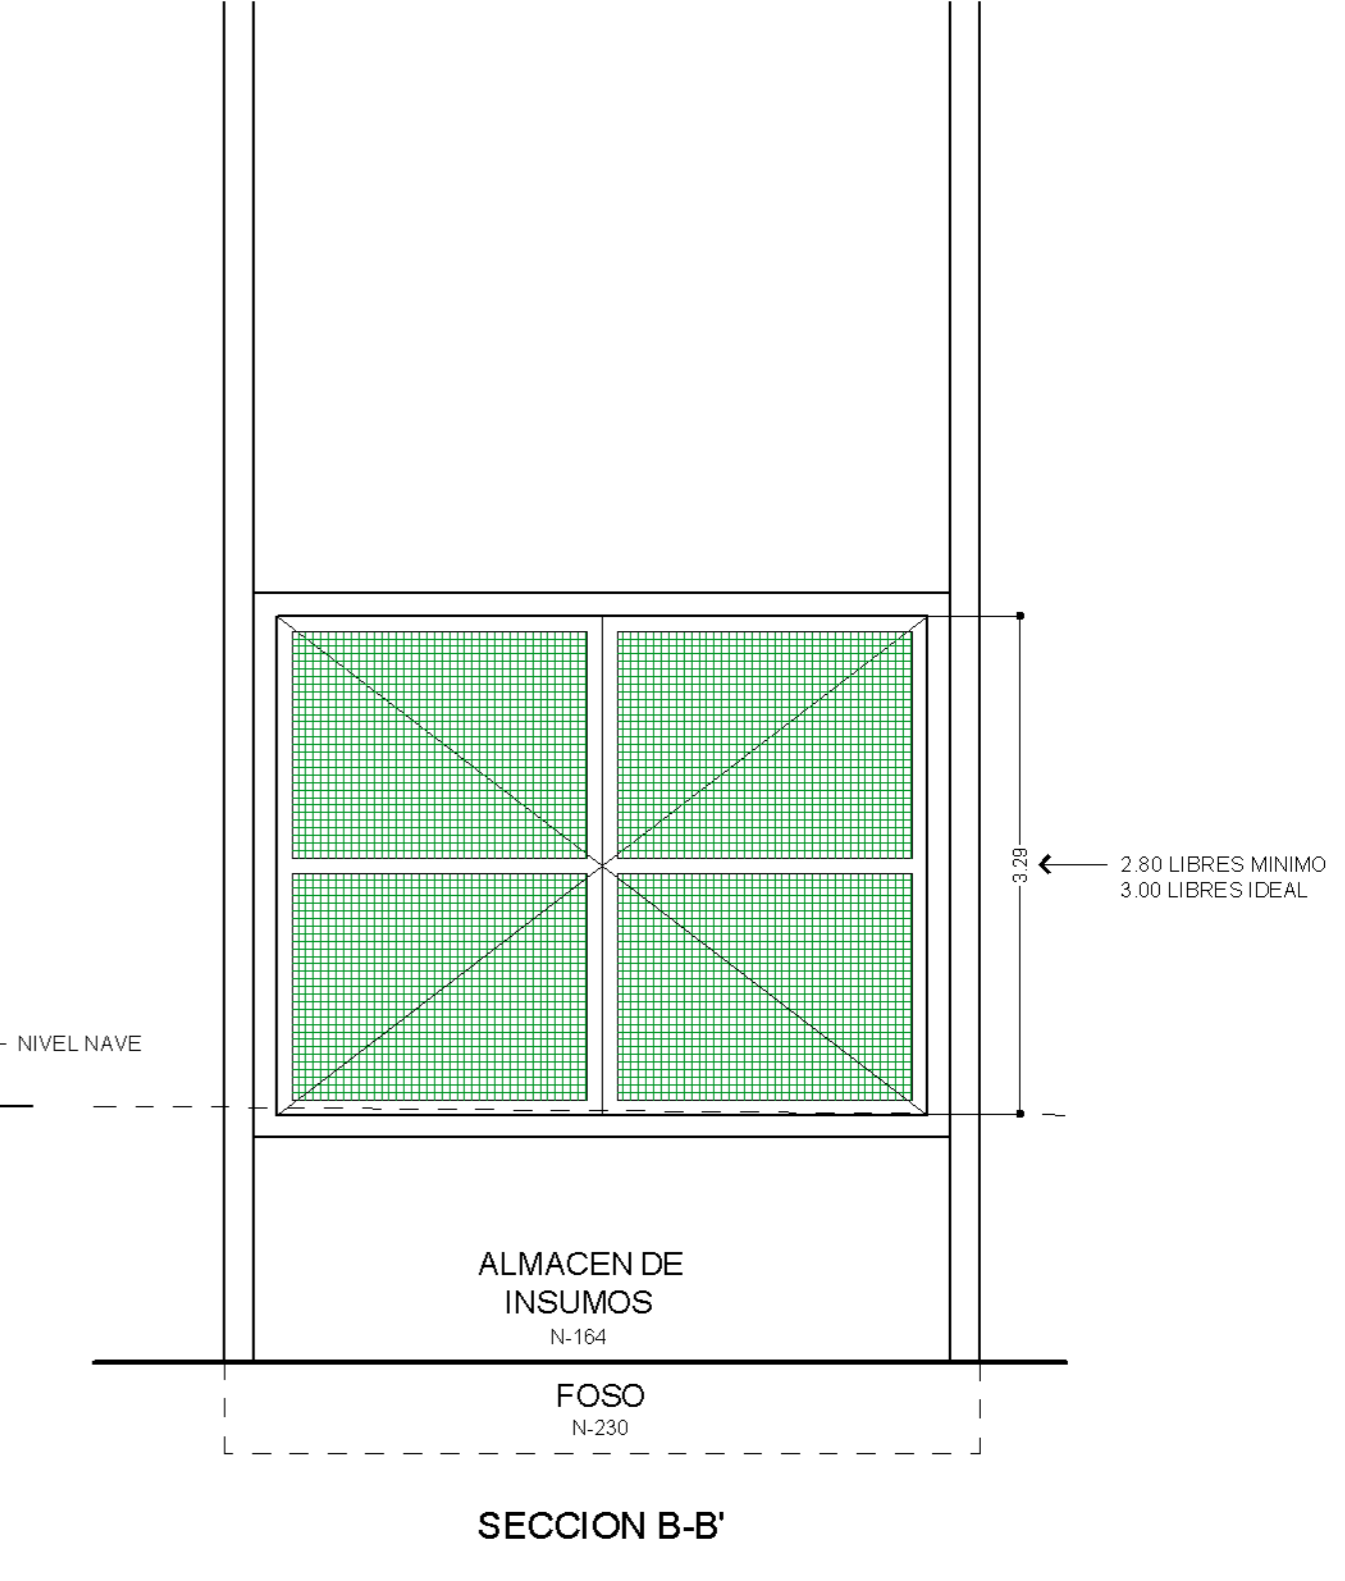 3.29
2.80 LIBRES MINIMO
3.00 LIBRES IDEAL
NIVEL NAVE
ALMACEN DE
INSUMOS
N-164
FOSO
N-230
SECCION B-B'